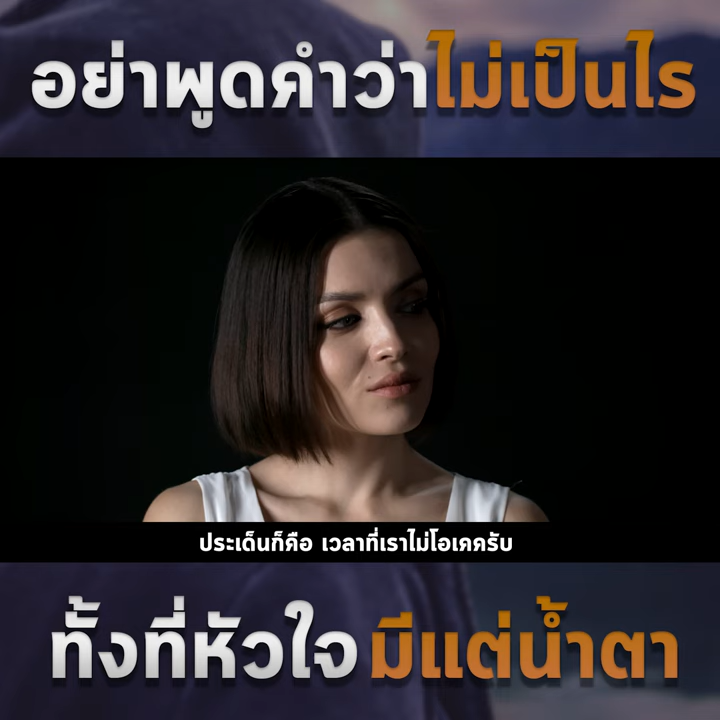 อย่าพูดคำว่าไม่เป็นไร
ประเด็นก็คือ เวลาที่เราไม่โอเคครับ
ทั้งที่หัวใจ มีแต่น้ำตา